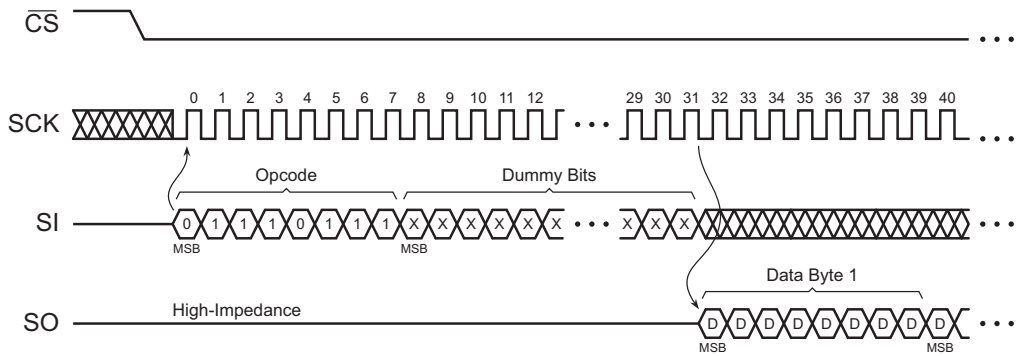 CS
SCK
0 1 2 3 4 5 6 7 8 9 10 11 12 29 30 31 32 33 34 35 36 37 38 39 40
Opcode Dummy Bits
SI
0 1 1 1 0 1 1 1 X X X X X X X X X
MSB MSB
Data Byte 1
SO
High-Impedance
D D D D D D D D D
MSB MSB